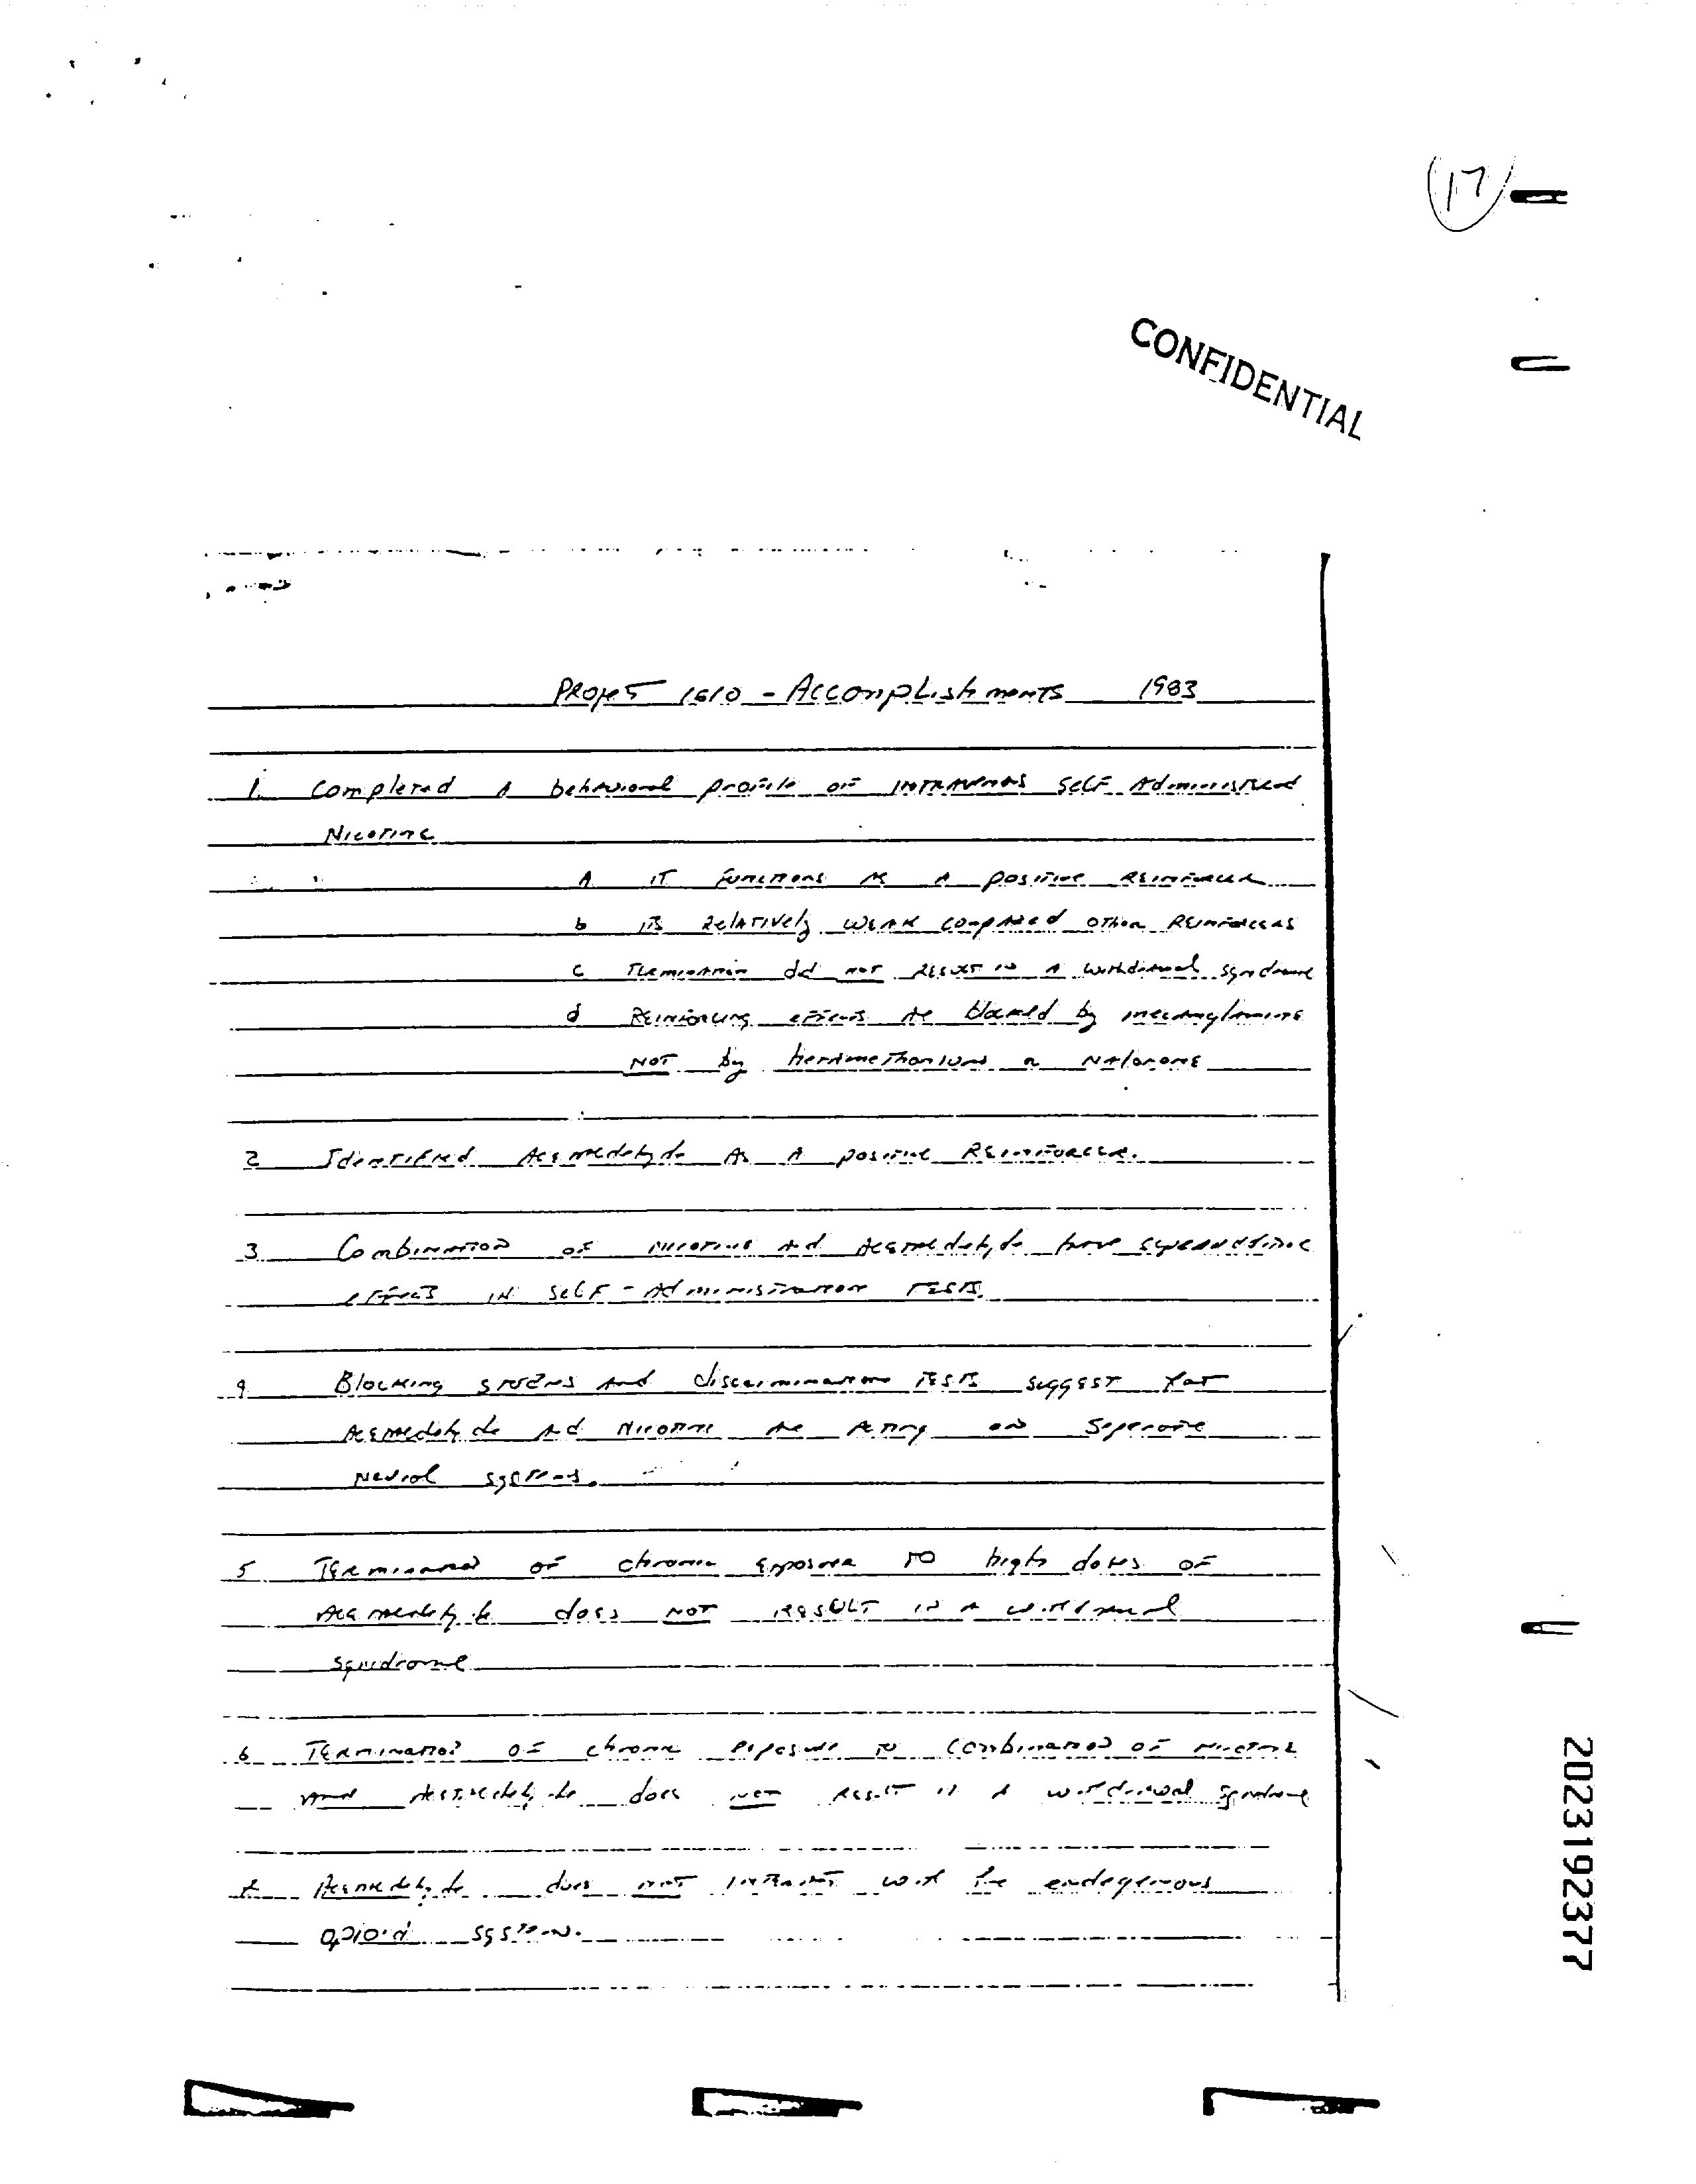 17
CONFIDENTIAL
Project 1610 - Accomplishments 1983
1. Completed A behavioral profile of intravenous Self Administered
Nicotine
A IT functions as A positive Reinforcer
b its Relatively weak compared other Reinforcers
c Termination did not Result in A withdrawal syndrome
d Reinforcing effects are blocked by mecamylamine
NOT by hexamethonium or Naloxone
2 Identified Acetaldehyde As A positive Reinforcer.
3 Combination of nicotine and Acetaldehyde have superadditive
effects IN Self-Administration Tests.
4 Blocking studies and discrimination Tests suggest that
Acetaldehyde and Nicotine are Acting on Seperate
neural systems.
5 Termination of chronic exposure TO high doses of
Acetaldehyde does NOT RESULT in A withdrawal
syndrome
6 Termination of chronic exposure to combination of nicotine
and Acetaldehyde does not Result in A withdrawal syndrome
Acetaldehyde does not interact with the endogenous
opioid system.
2023192377